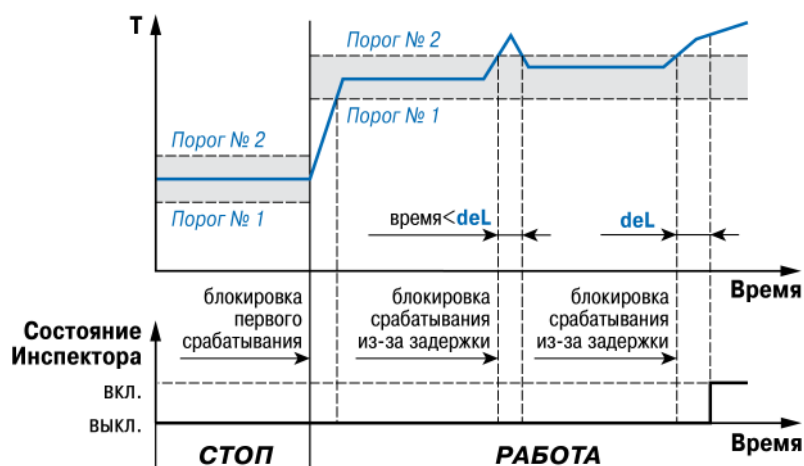 Т
Порог № 2
Порог № 1
Порог № 2
Порог № 1
время<deL
deL
Время
блокировка
первого
срабатывания
блокировка
срабатывания
из-за задержки
блокировка
срабатывания
из-за задержки
Состояние
Инспектора
вкл.
выкл.
Время
СТОП
РАБОТА